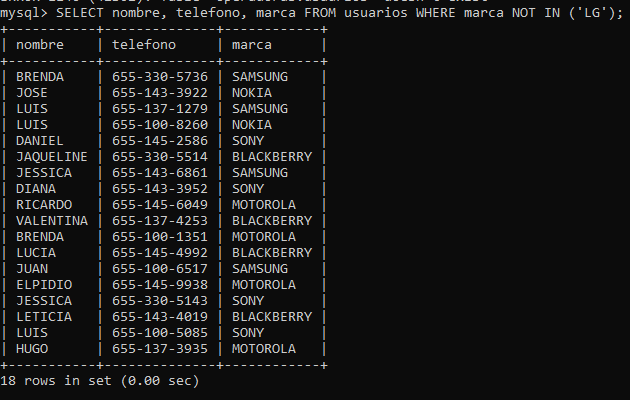 mysql> SELECT nombre, telefono, marca FROM usuarios WHERE marca NOT IN ('LG');
+-----------+--------------+------------+
| nombre    | telefono     | marca      |
+-----------+--------------+------------+
| BRENDA    | 655-330-5736 | SAMSUNG    |
| JOSE      | 655-143-3922 | NOKIA      |
| LUIS      | 655-137-1279 | SAMSUNG    |
| LUIS      | 655-100-8260 | NOKIA      |
| DANIEL    | 655-145-2586 | SONY       |
| JAQUELINE | 655-330-5514 | BLACKBERRY |
| JESSICA   | 655-143-6861 | SAMSUNG    |
| DIANA     | 655-143-3952 | SONY       |
| RICARDO   | 655-145-6049 | MOTOROLA   |
| VALENTINA | 655-137-4253 | BLACKBERRY |
| BRENDA    | 655-100-1351 | MOTOROLA   |
| LUCIA     | 655-145-4992 | BLACKBERRY |
| JUAN      | 655-100-6517 | SAMSUNG    |
| ELPIDIO   | 655-145-9938 | MOTOROLA   |
| JESSICA   | 655-330-5143 | SONY       |
| LETICIA   | 655-143-4019 | BLACKBERRY |
| LUIS      | 655-100-5085 | SONY       |
| HUGO      | 655-137-3935 | MOTOROLA   |
+-----------+--------------+------------+
18 rows in set (0.00 sec)